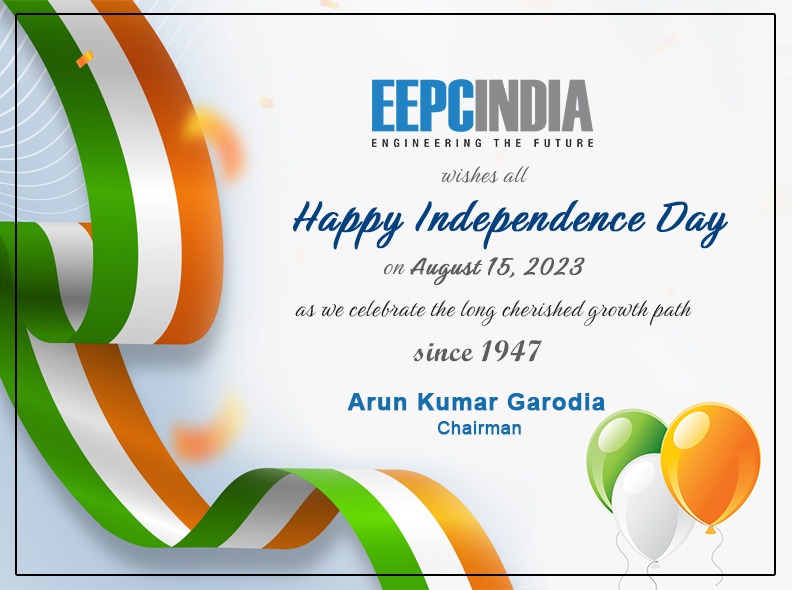 EEPCINDIA
ENGINEERING THE FUTURE
wishes all
Happy Independence Day
on August 15, 2023
as we celebrate the long cherished growth path
since 1947
Arun Kumar Garodia
Chairman